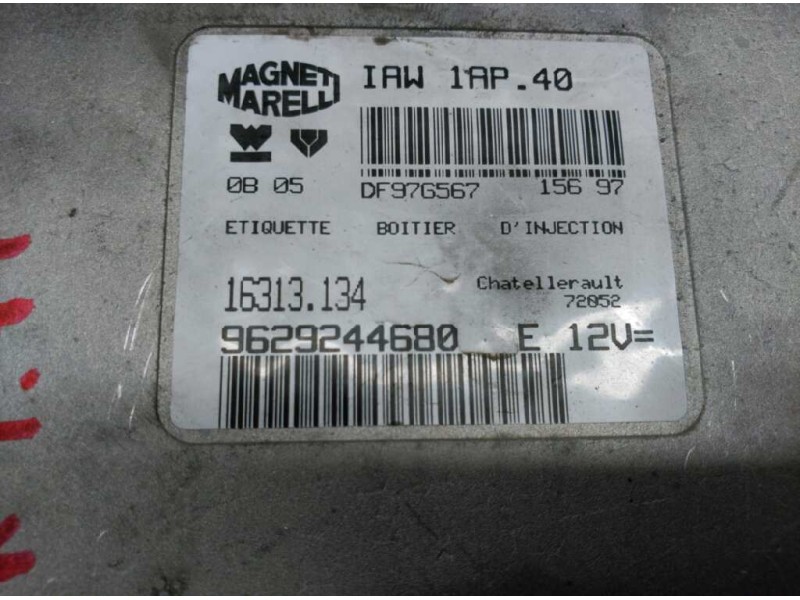 MAGNETI MARELLI
IAW 1AP.40
0B 05
DF976567 156 97
ETIQUETTE BOITIER D'INJECTION
16313.134
Chatellerault
72052
9629244680 E 12V=